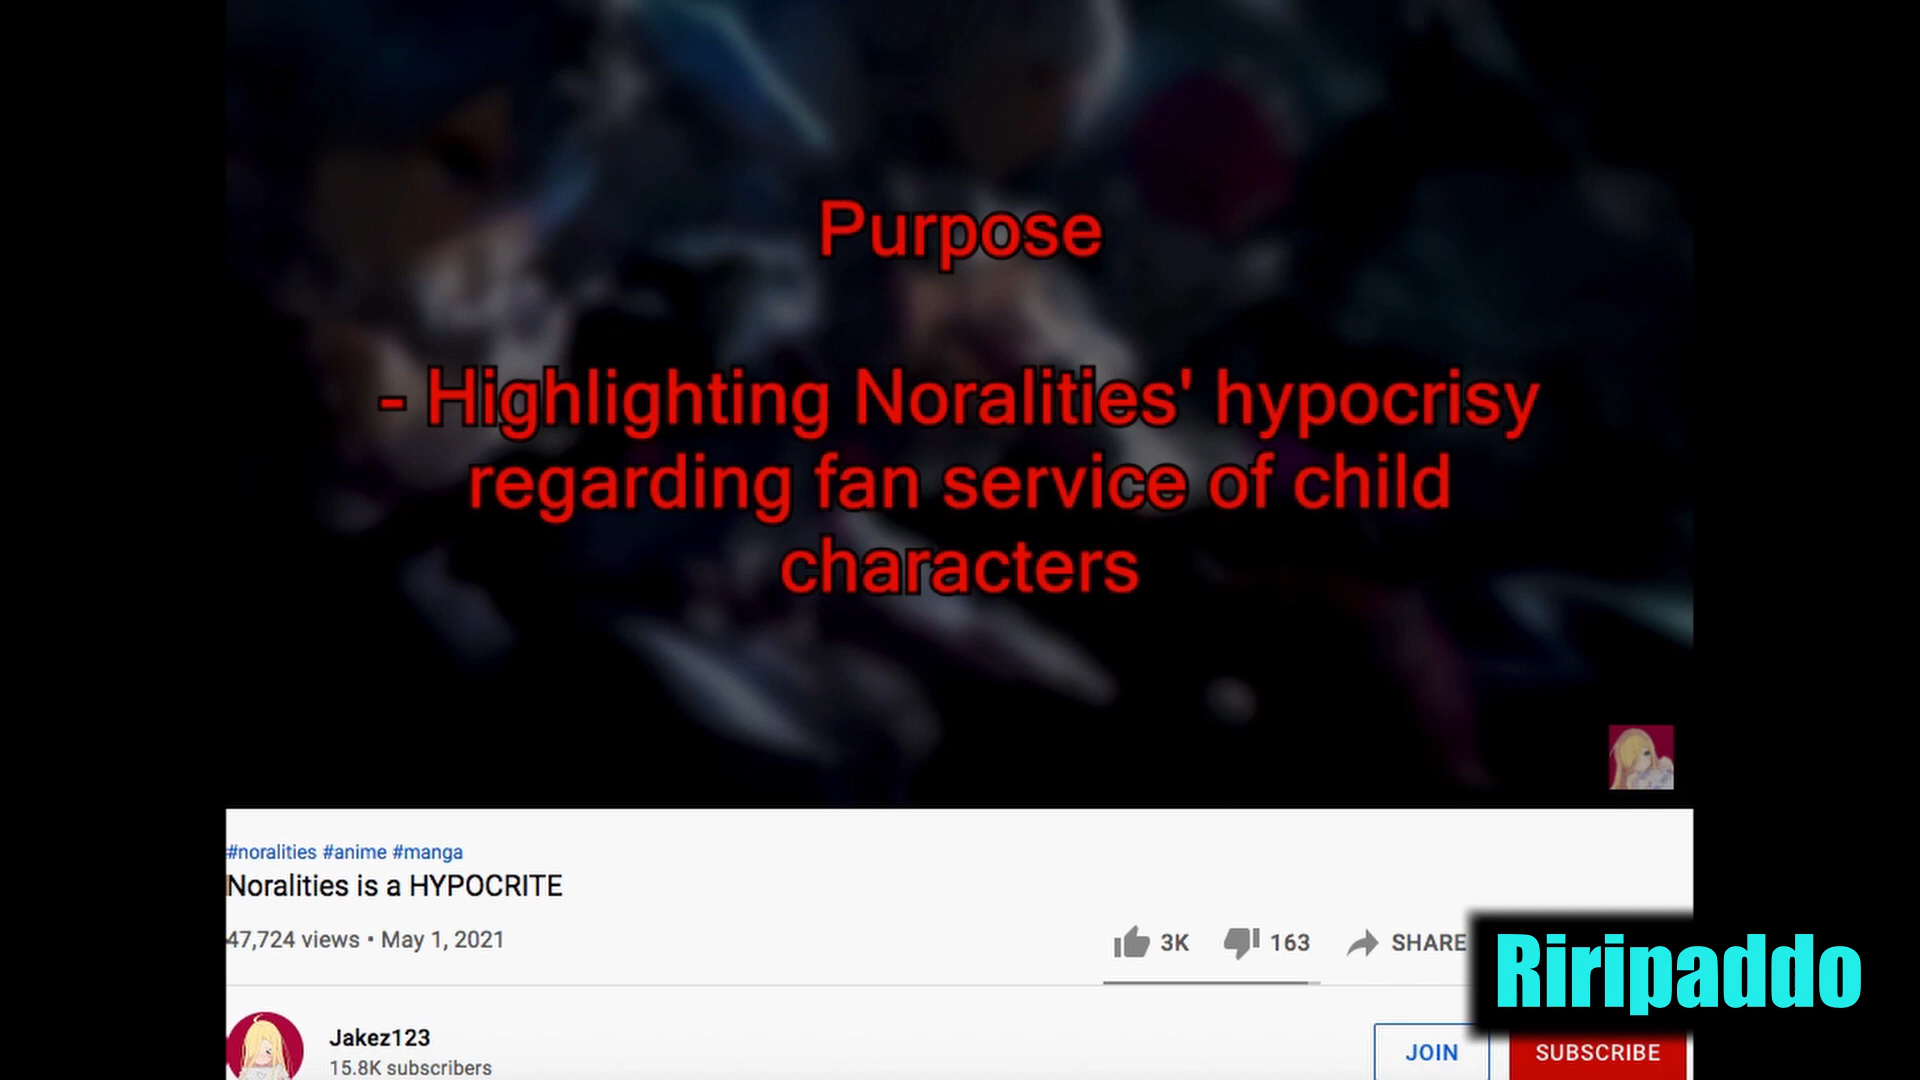 Purpose
- Highlighting Noralities' hypocrisy
regarding fan service of child
characters
#noralities #anime #manga
Noralities is a HYPOCRITE
47,724 views • May 1, 2021
3K
163
SHARE
Riripaddo
Jakez123
15.8K subscribers
JOIN
SUBSCRIBE